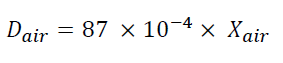 D_air = 87 × 10^−4 × X_air